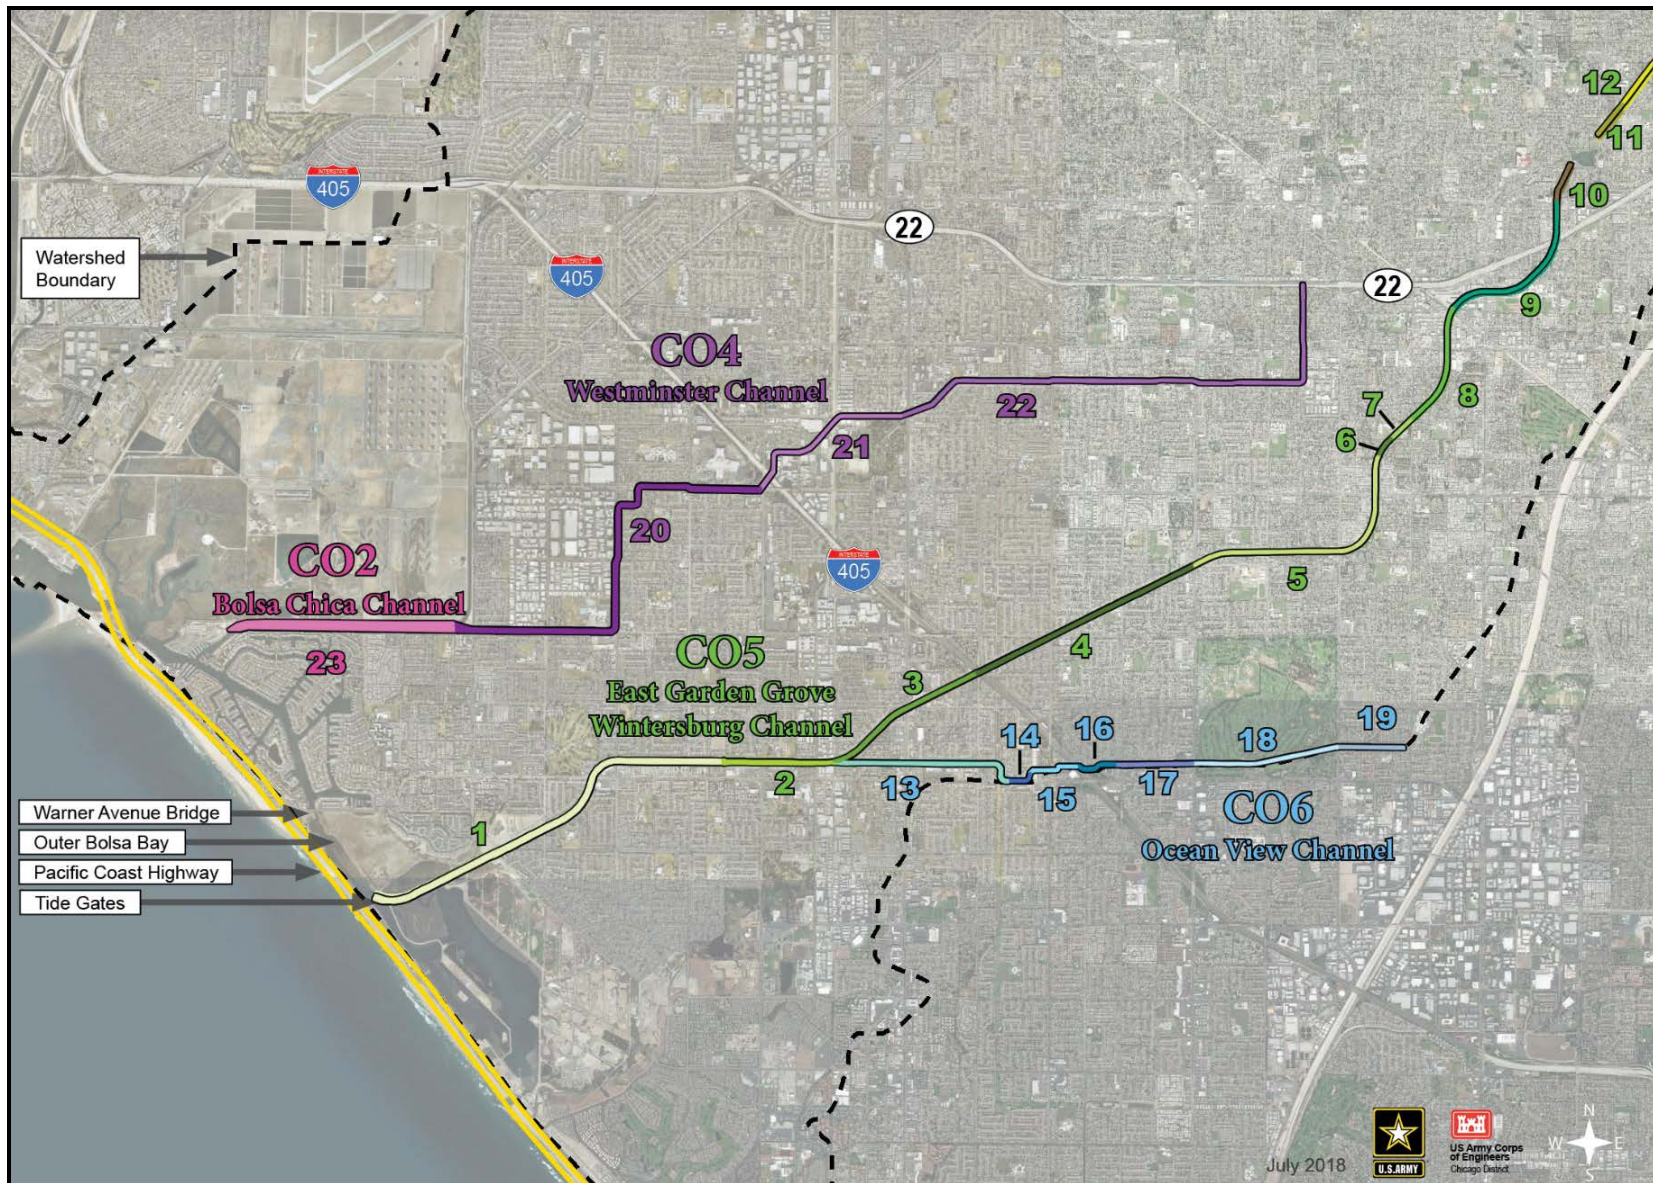 12
11
10
INTERSTATE
405
22
Watershed
Boundary
INTERSTATE
405
22
9
CO4
Westminster Channel
22
8
7
6
21
20
CO2
Bolsa Chica Channel
23
INTERSTATE
405
5
4
CO5
East Garden Grove
Wintersburg Channel
3
2
1
14
16
18
19
13
15
17
CO6
Ocean View Channel
Warner Avenue Bridge
Outer Bolsa Bay
Pacific Coast Highway
Tide Gates
July 2018
U.S.ARMY
US Army Corps
of Engineers
Chicago District
N
W E
S